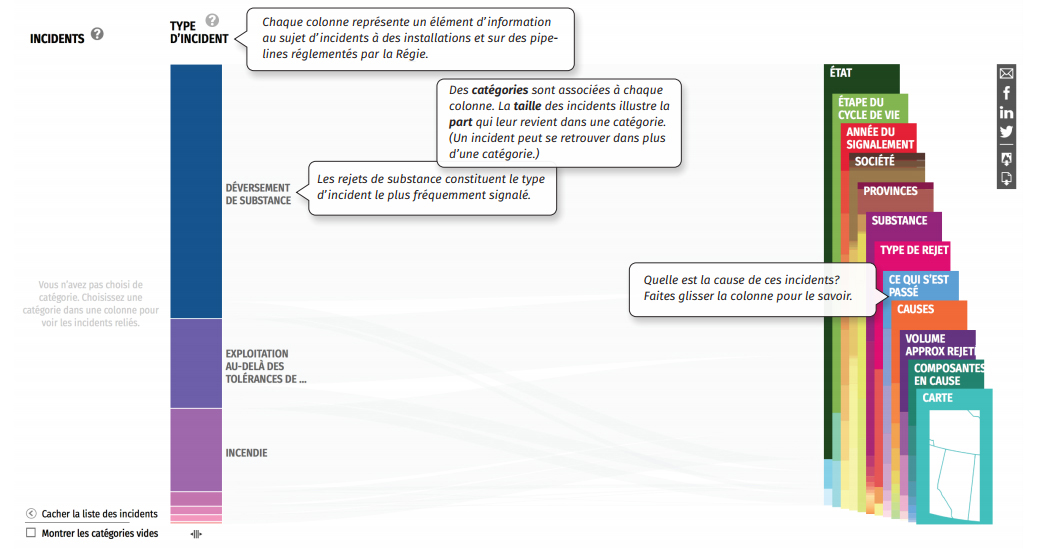 INCIDENTS ?
TYPE ?
D'INCIDENT
Chaque colonne représente un élément d'information
au sujet d'incidents à des installations et sur des pipe-
lines réglementés par la Régie.
Des catégories sont associées à chaque
colonne. La taille des incidents illustre la
part qui leur revient dans une catégorie.
(Un incident peut se retrouver dans plus
d'une catégorie.)
Les rejets de substance constituent le type
d'incident le plus fréquemment signalé.
DÉVERSEMENT
DE SUBSTANCE
Vous n'avez pas choisi de
catégorie. Choisissez une
catégorie dans une colonne pour
voir les incidents reliés.
EXPLOITATION
AU-DELÀ DES
TOLÉRANCES DE ...
INCENDIE
Quelle est la cause de ces incidents?
Faites glisser la colonne pour le savoir.
ÉTAT
ÉTAPE DU
CYCLE DE VIE
ANNÉE DU
SIGNALEMENT
SOCIÉTÉ
PROVINCES
SUBSTANCE
TYPE DE REJET
CE QUI S'EST
PASSÉ
CAUSES
VOLUME
APPROX REJET
COMPOSANTES
EN CAUSE
CARTE
Cacher la liste des incidents
Montrer les catégories vides